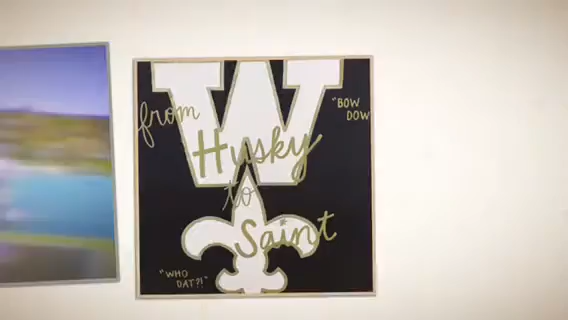 W
from
"BOW
DOW
Husky
to
Saint
"WHO
DAT?!"